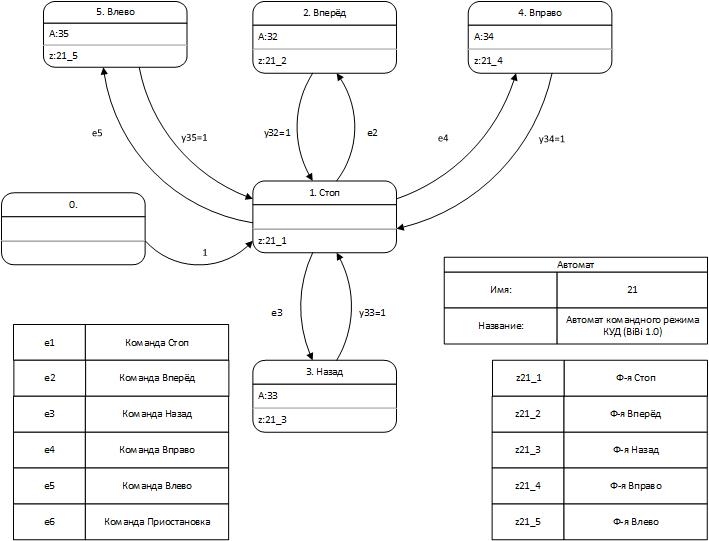 5. Влево
A:35
z:21_5
2. Вперёд
A:32
z:21_2
4. Вправо
A:34
z:21_4
e5
y35=1
y32=1
e2
e4
y34=1
0.
1. Стоп
z:21_1
1
e3
y33=1
3. Назад
A:33
z:21_3
Автомат
Имя: 21
Название: Автомат командного режима
КУД (BiBi 1.0)
e1 Команда Стоп
e2 Команда Вперёд
e3 Команда Назад
e4 Команда Вправо
e5 Команда Влево
e6 Команда Приостановка
z21_1 Ф-я Стоп
z21_2 Ф-я Вперёд
z21_3 Ф-я Назад
z21_4 Ф-я Вправо
z21_5 Ф-я Влево